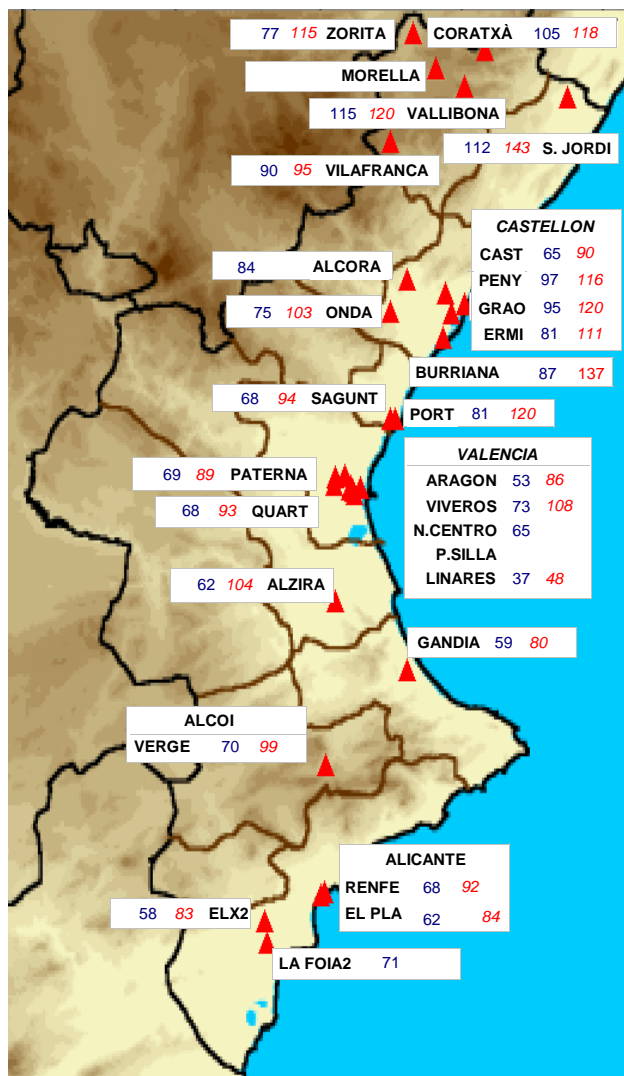 77 115 ZORITA
CORATXÀ 105 118
MORELLA
115 120 VALLIBONA
112 143 S. JORDI
90 95 VILAFRANCA
CASTELLON
CAST 65 90
PENY 97 116
GRAO 95 120
ERMI 81 111
84 ALCORA
75 103 ONDA
BURRIANA 87 137
68 94 SAGUNT
PORT 81 120
69 89 PATERNA
68 93 QUART
VALENCIA
ARAGON 53 86
VIVEROS 73 108
N.CENTRO 65
P.SILLA
LINARES 37 48
62 104 ALZIRA
GANDIA 59 80
ALCOI
VERGE 70 99
ALICANTE
RENFE 68 92
EL PLA 62 84
58 83 ELX2
LA FOIA2 71